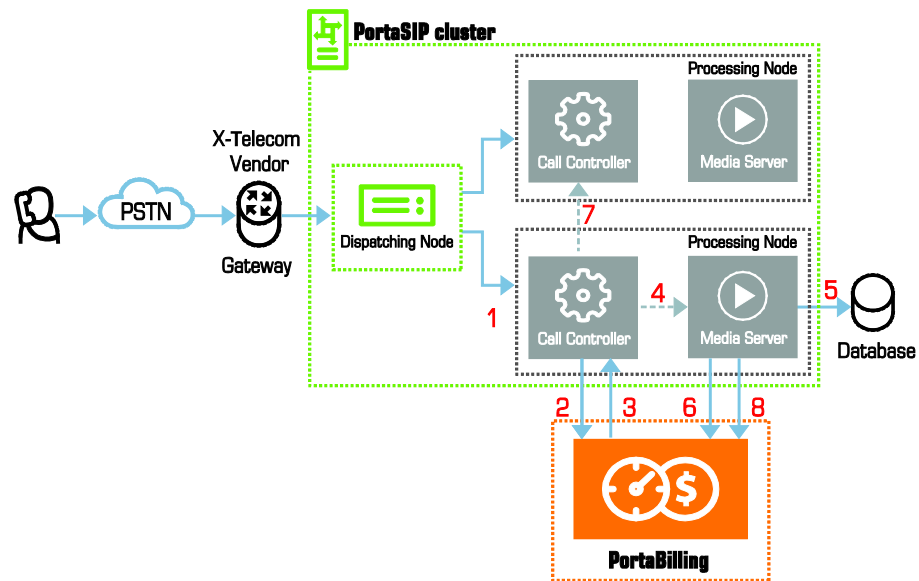 PortaSIP cluster
Processing Node
X-Telecom
Vendor
Call Controller
Media Server
PSTN
7
Dispatching Node
Processing Node
Gateway
1
4
5
Call Controller
Media Server
Database
2
3
6
8
$
PortaBilling